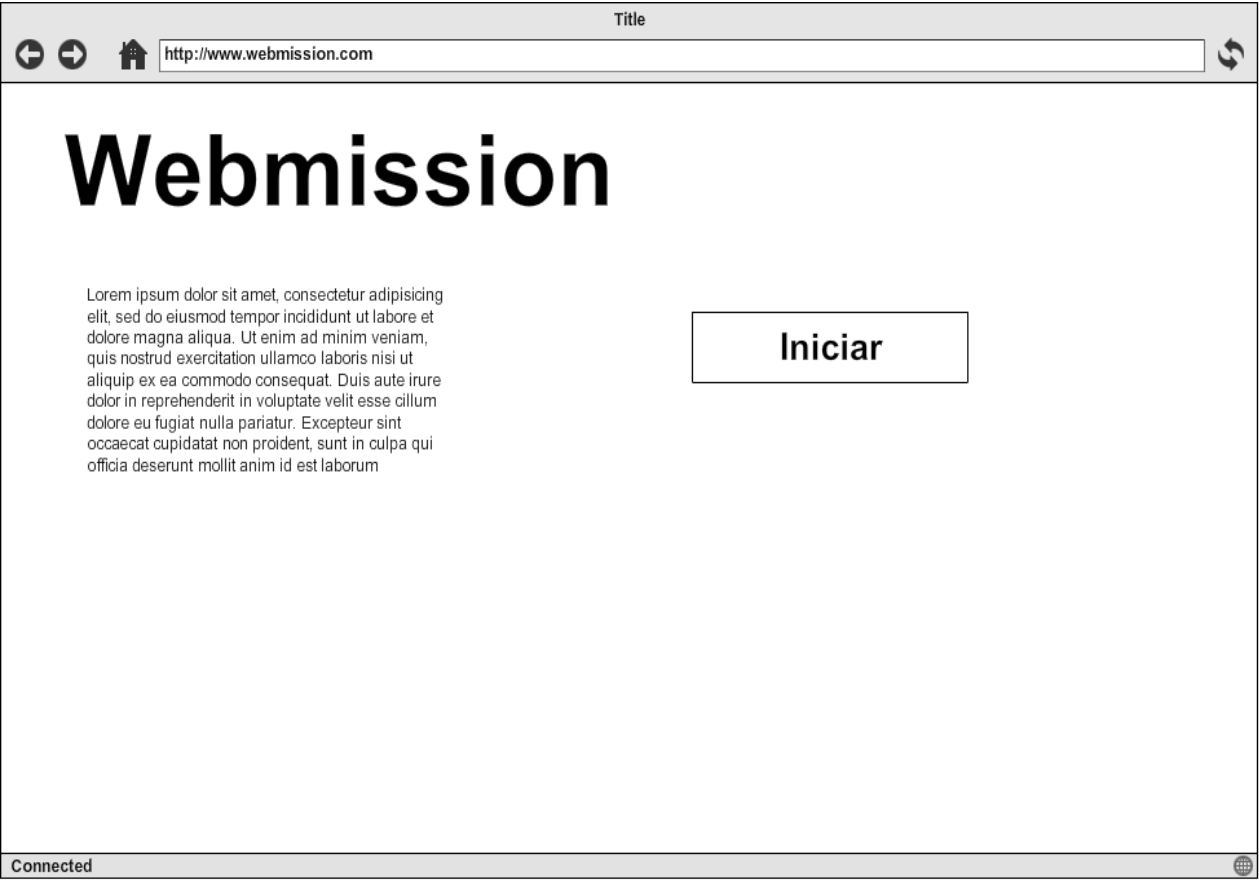 Title
http://www.webmission.com
Webmission
Lorem ipsum dolor sit amet, consectetur adipisicing
elit, sed do eiusmod tempor incididunt ut labore et
dolore magna aliqua. Ut enim ad minim veniam,
quis nostrud exercitation ullamco laboris nisi ut
aliquip ex ea commodo consequat. Duis aute irure
dolor in reprehenderit in voluptate velit esse cillum
dolore eu fugiat nulla pariatur. Excepteur sint
occaecat cupidatat non proident, sunt in culpa qui
officia deserunt mollit anim id est laborum
Iniciar
Connected